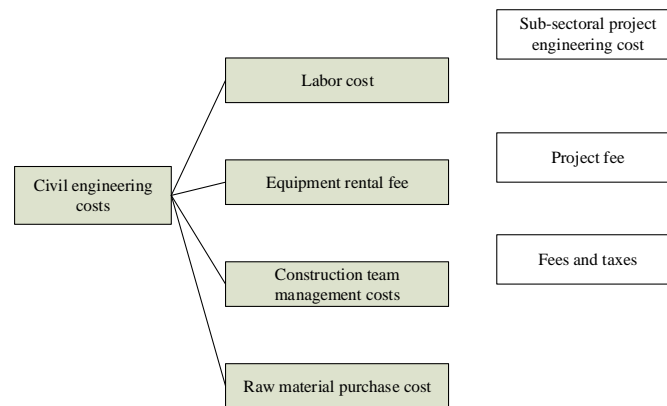 Sub-sectoral project
engineering cost
Labor cost
Project fee
Civil engineering
costs
Equipment rental fee
Fees and taxes
Construction team
management costs
Raw material purchase cost